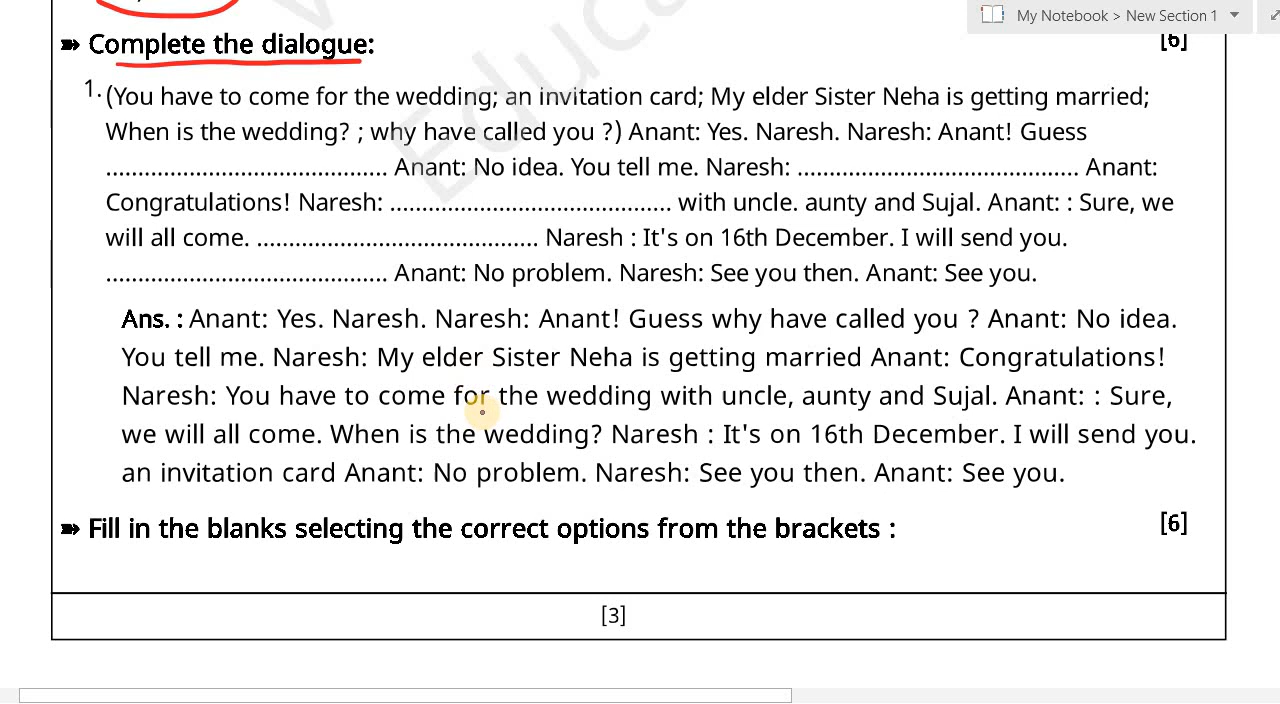 My Notebook > New Section 1
➽ Complete the dialogue: [6]
1. (You have to come for the wedding; an invitation card; My elder Sister Neha is getting married;
When is the wedding? ; why have called you ?) Anant: Yes. Naresh. Naresh: Anant! Guess
............................................ Anant: No idea. You tell me. Naresh: ............................................ Anant:
Congratulations! Naresh: ............................................ with uncle. aunty and Sujal. Anant: : Sure, we
will all come. ............................................ Naresh : It's on 16th December. I will send you.
............................................ Anant: No problem. Naresh: See you then. Anant: See you.
Ans. : Anant: Yes. Naresh. Naresh: Anant! Guess why have called you ? Anant: No idea.
You tell me. Naresh: My elder Sister Neha is getting married Anant: Congratulations!
Naresh: You have to come for the wedding with uncle, aunty and Sujal. Anant: : Sure,
we will all come. When is the wedding? Naresh : It's on 16th December. I will send you.
an invitation card Anant: No problem. Naresh: See you then. Anant: See you.
➽ Fill in the blanks selecting the correct options from the brackets : [6]
[3]